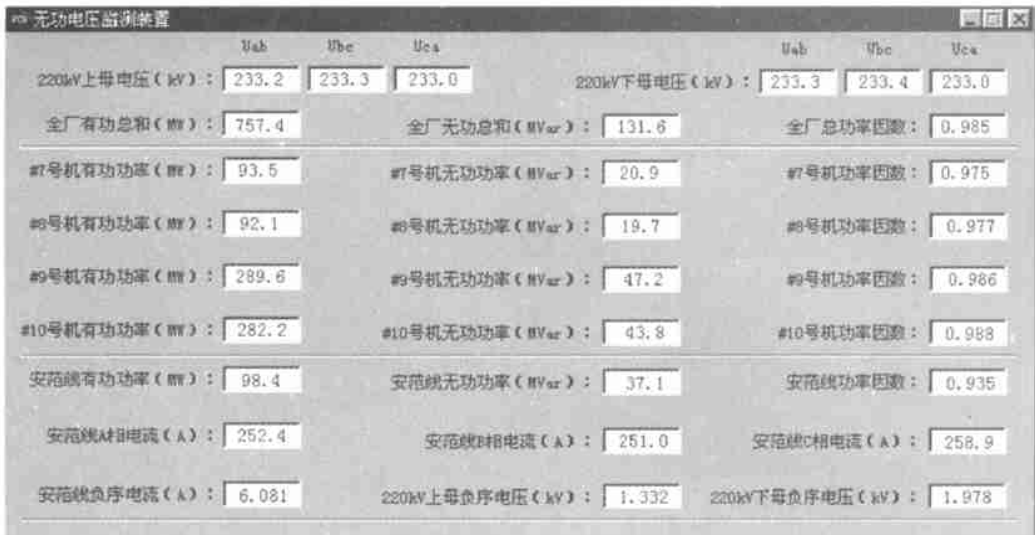 无功电压监测装置
Uab Ubc Uca Uab Ubc Uca
220kV上母电压(kV): 233.2 233.3 233.0 220kV下母电压(kV): 233.3 233.4 233.0
全厂有功总和(MW): 757.4 全厂无功总和(MVar): 131.6 全厂总功率因数: 0.985
#7号机有功功率(MW): 93.5 #7号机无功功率(MVar): 20.9 #7号机功率因数: 0.975
#8号机有功功率(MW): 92.1 #8号机无功功率(MVar): 19.7 #8号机功率因数: 0.977
#9号机有功功率(MW): 289.6 #9号机无功功率(MVar): 47.2 #9号机功率因数: 0.986
#10号机有功功率(MW): 282.2 #10号机无功功率(MVar): 43.8 #10号机功率因数: 0.988
安范线有功功率(MW): 98.4 安范线无功功率(MVar): 37.1 安范线功率因数: 0.935
安范线A相电流(A): 252.4 安范线B相电流(A): 251.0 安范线C相电流(A): 258.9
安范线负序电流(A): 6.081 220kV上母负序电压(kV): 1.332 220kV下母负序电压(kV): 1.978